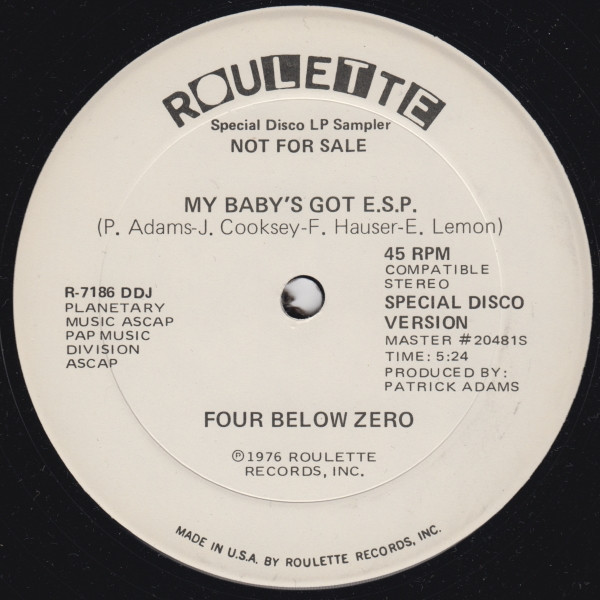 ROULETTE
Special Disco LP Sampler
NOT FOR SALE
MY BABY'S GOT E.S.P.
(P. Adams-J. Cooksey-F. Hauser-E. Lemon)
R-7186 DDJ
PLANETARY
MUSIC ASCAP
PAP MUSIC
DIVISION
ASCAP
45 RPM
COMPATIBLE
STEREO
SPECIAL DISCO
VERSION
MASTER #20481S
TIME: 5:24
PRODUCED BY:
PATRICK ADAMS
FOUR BELOW ZERO
℗1976 ROULETTE
RECORDS, INC.
MADE IN U.S.A. BY ROULETTE RECORDS, INC.